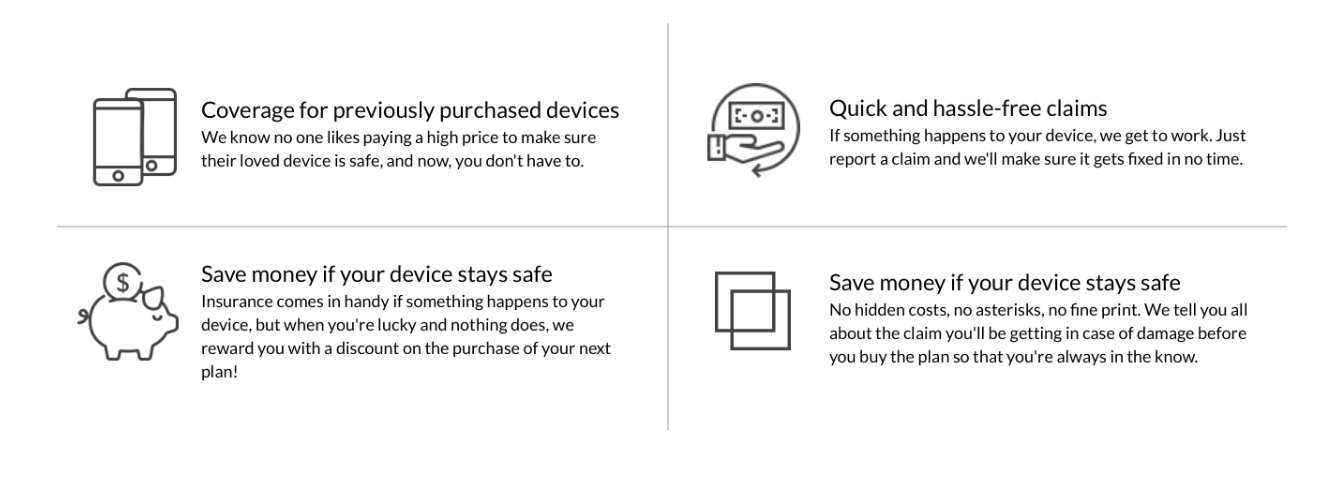 Coverage for previously purchased devices
We know no one likes paying a high price to make sure
their loved device is safe, and now, you don't have to.
Quick and hassle-free claims
If something happens to your device, we get to work. Just
report a claim and we'll make sure it gets fixed in no time.
$
Save money if your device stays safe
Insurance comes in handy if something happens to your
device, but when you're lucky and nothing does, we
reward you with a discount on the purchase of your next
plan!
Save money if your device stays safe
No hidden costs, no asterisks, no fine print. We tell you all
about the claim you'll be getting in case of damage before
you buy the plan so that you're always in the know.